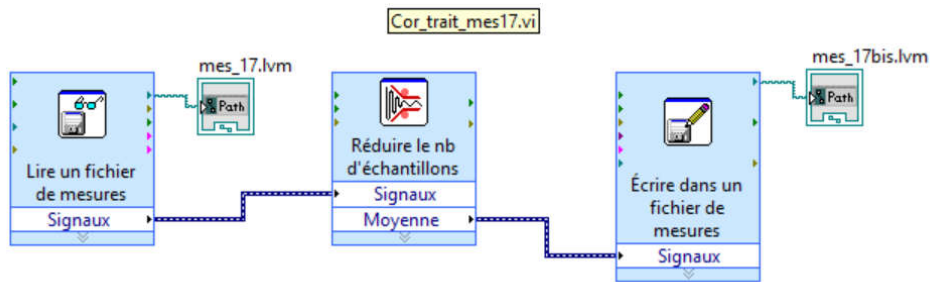 Cor_trait_mes17.vi
mes_17.lvm
mes_17bis.lvm
Path
Path
Lire un fichier
de mesures
Signaux
Réduire le nb
d'échantillons
Signaux
Moyenne
Écrire dans un
fichier de
mesures
Signaux